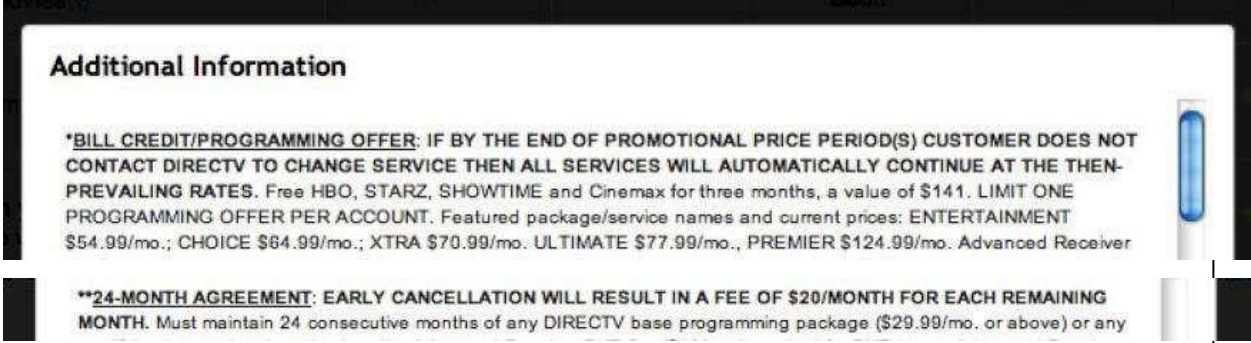 Additional Information
*BILL CREDIT/PROGRAMMING OFFER: IF BY THE END OF PROMOTIONAL PRICE PERIOD(S) CUSTOMER DOES NOT
CONTACT DIRECTV TO CHANGE SERVICE THEN ALL SERVICES WILL AUTOMATICALLY CONTINUE AT THE THEN-
PREVAILING RATES. Free HBO, STARZ, SHOWTIME and Cinemax for three months, a value of $141. LIMIT ONE
PROGRAMMING OFFER PER ACCOUNT. Featured package/service names and current prices: ENTERTAINMENT
$54.99/mo.; CHOICE $64.99/mo.; XTRA $70.99/mo. ULTIMATE $77.99/mo., PREMIER $124.99/mo. Advanced Receiver
**24-MONTH AGREEMENT: EARLY CANCELLATION WILL RESULT IN A FEE OF $20/MONTH FOR EACH REMAINING
MONTH. Must maintain 24 consecutive months of any DIRECTV base programming package ($29.99/mo. or above) or any